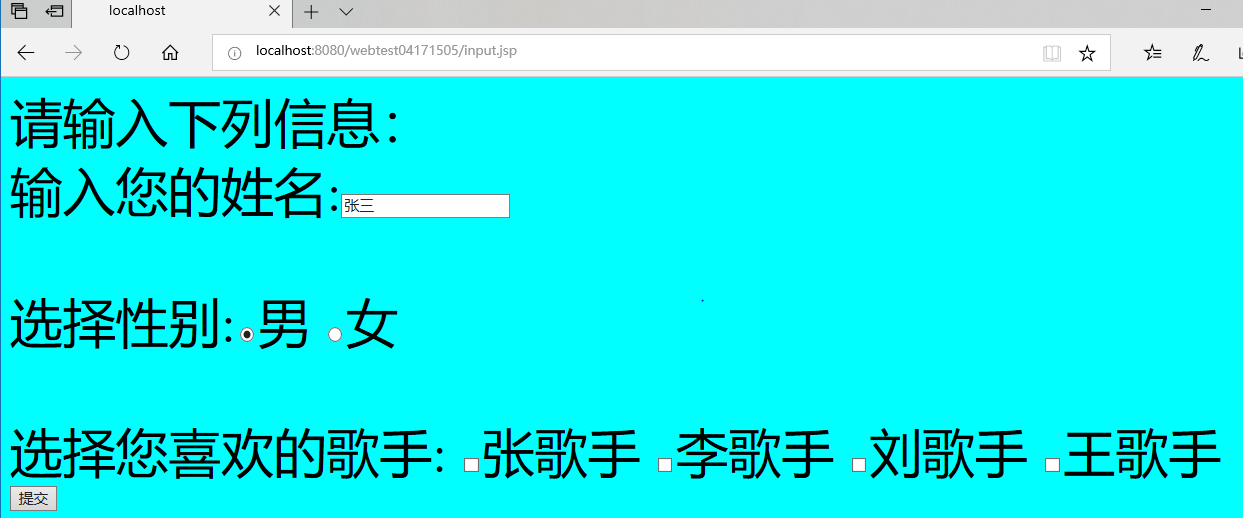 localhost
localhost:8080/webtest04171505/input.jsp
请输入下列信息：
输入您的姓名:张三
选择性别:男 女
选择您喜欢的歌手: 张歌手 李歌手 刘歌手 王歌手
提交